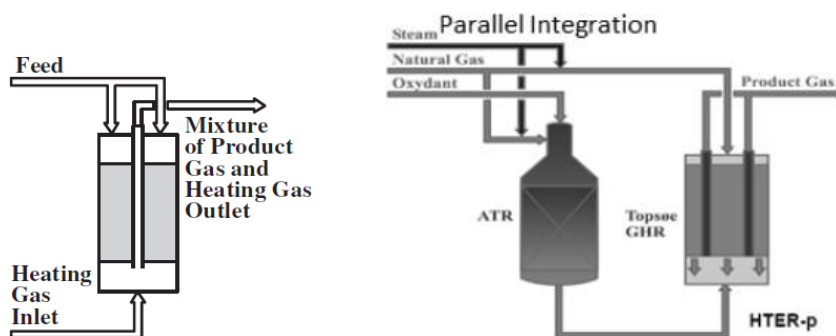 Feed
Mixture
of Product
Gas and
Heating Gas
Outlet
Heating
Gas
Inlet
Parallel Integration
Steam
Natural Gas
Oxydant
Product Gas
ATR
Topsøe
GHR
HTER-p